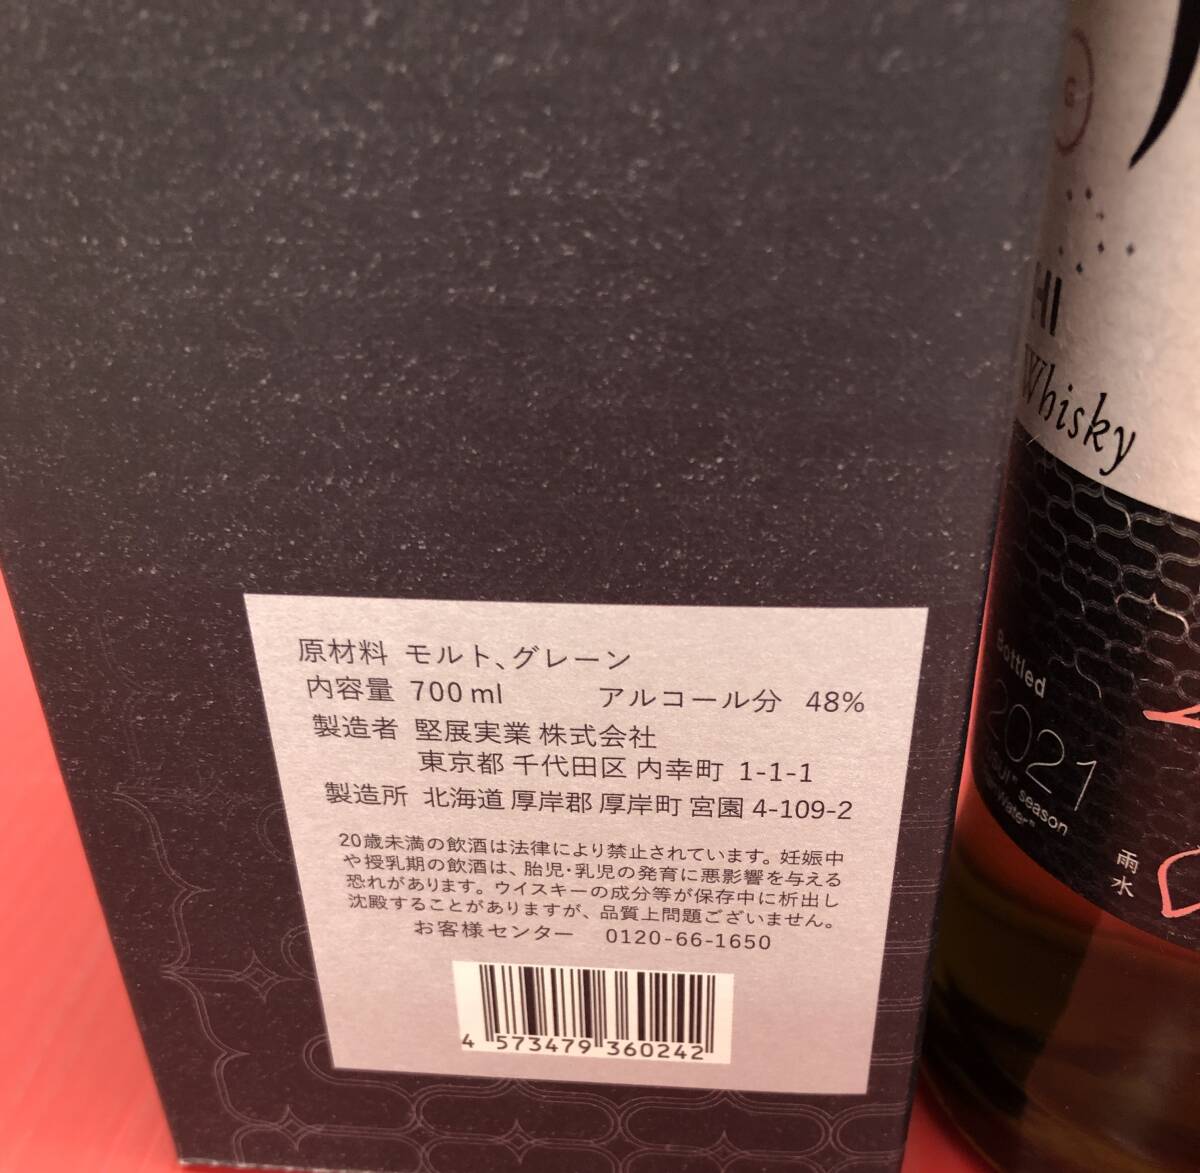 原材料 モルト、グレーン
内容量 700 ml アルコール分 48%
製造者 堅展実業 株式会社
東京都 千代田区 内幸町 1-1-1
製造所 北海道 厚岸郡 厚岸町 宮園 4-109-2
20歳未満の飲酒は法律により禁止されています。妊娠中
や授乳期の飲酒は、胎児・乳児の発育に悪影響を与える
恐れがあります。ウイスキーの成分等が保存中に析出し
沈殿することがありますが、品質上問題ございません。
お客様センター 0120-66-1650
4 573479 360242
G
HI
Whisky
Bottled
2021
season
Water"
雨水